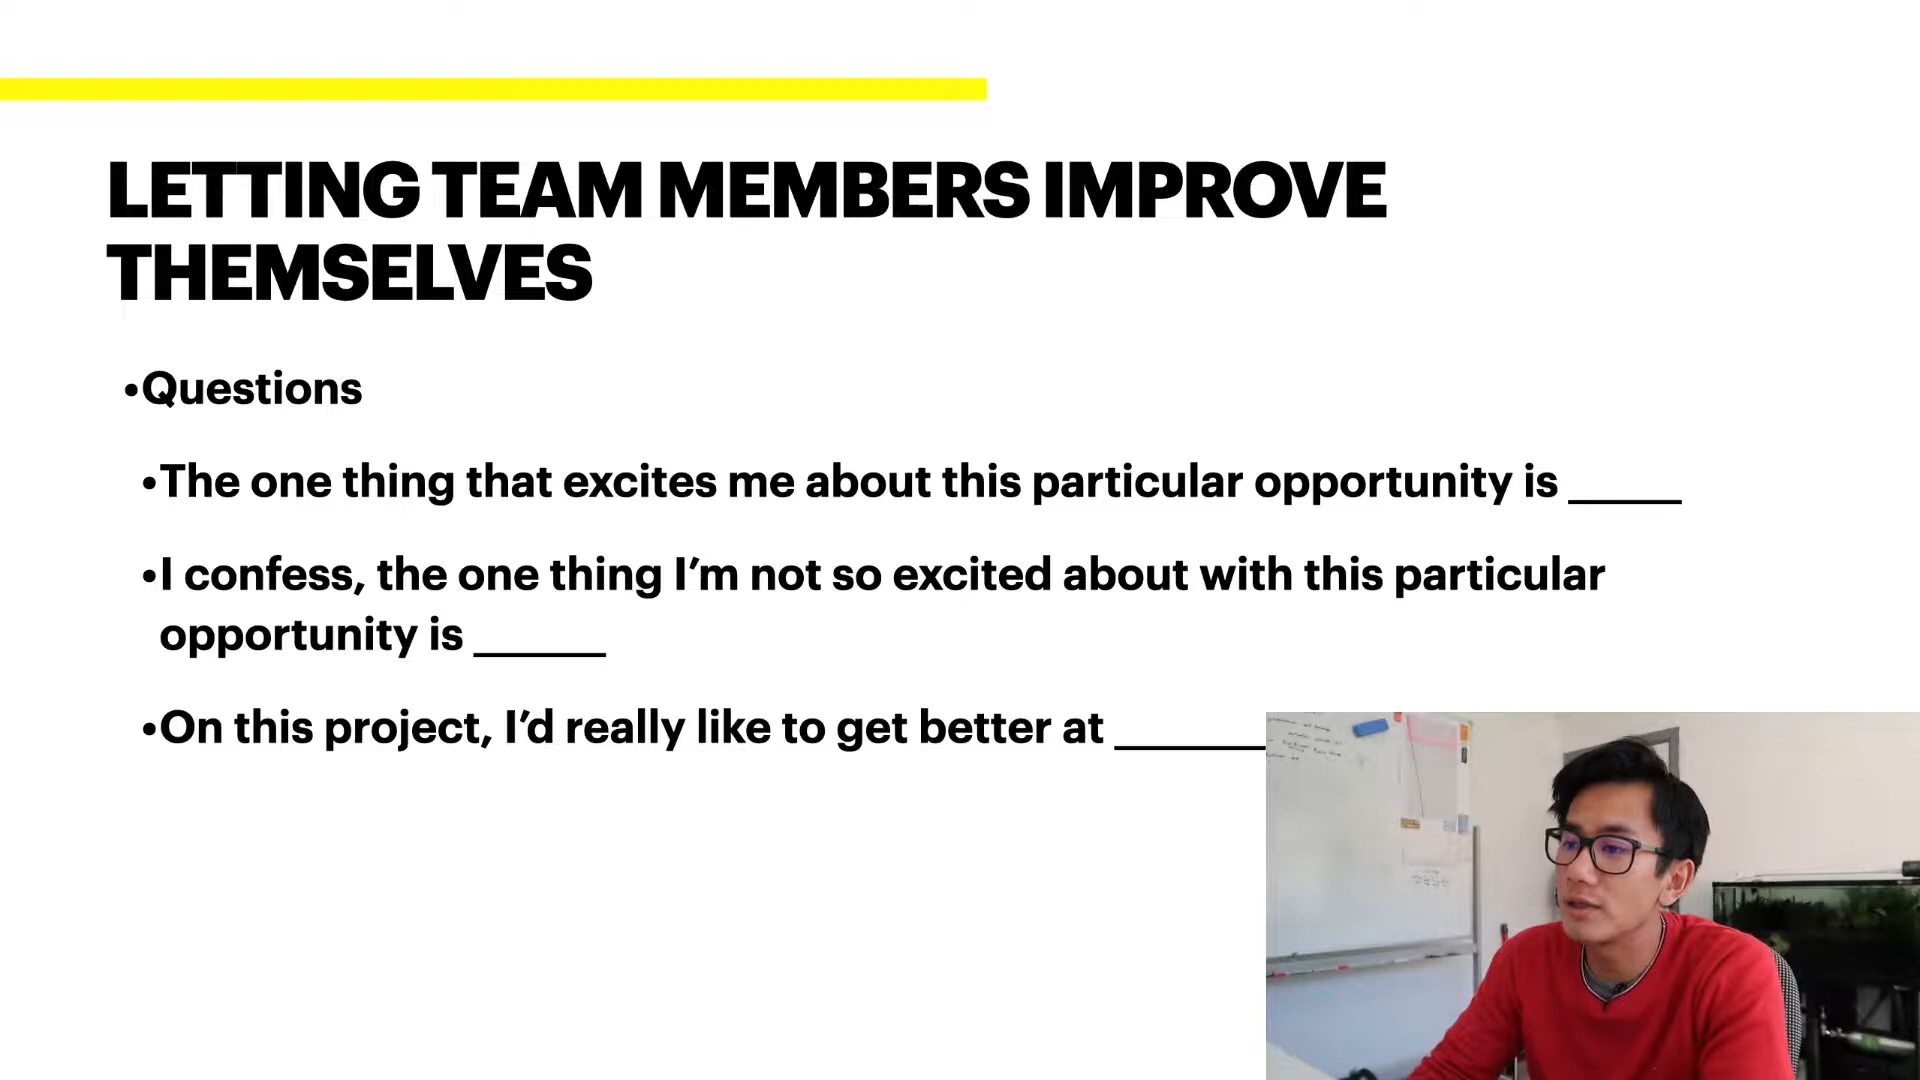 LETTING TEAM MEMBERS IMPROVE
THEMSELVES
•Questions
•The one thing that excites me about this particular opportunity is _____
•I confess, the one thing I’m not so excited about with this particular
opportunity is ______
•On this project, I’d really like to get better at _______